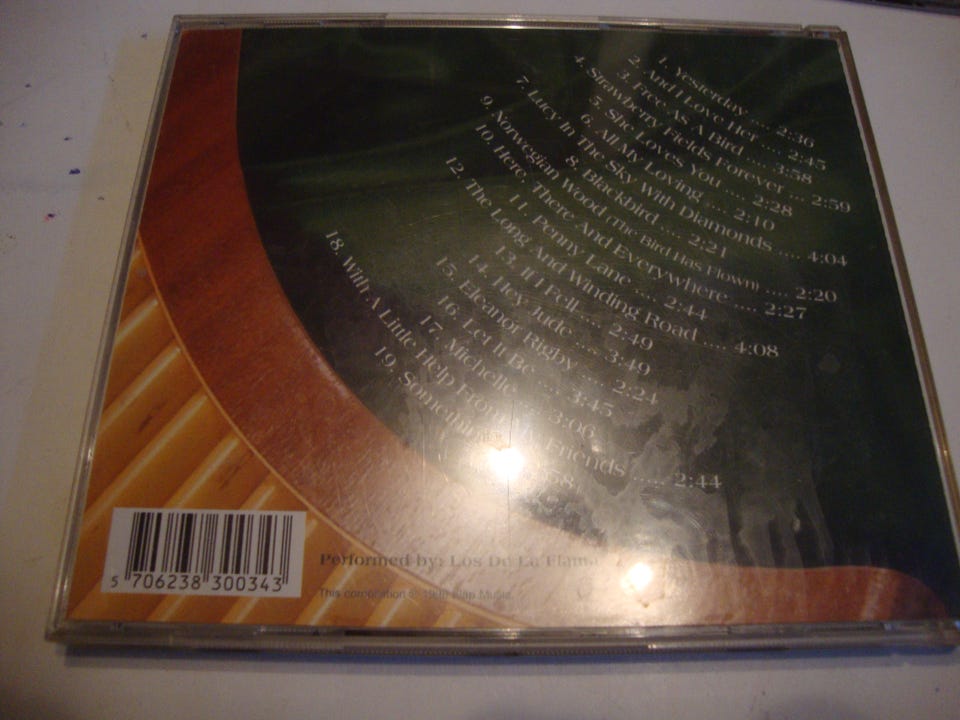 1. Yesterday .... 2:36
2. And I Love Her .... 2:45
3. Free As A Bird .... 3:58
4. Strawberry Fields Forever .... 2:59
5. She Loves You .... 2:28
6. All My Loving .... 2:10
7. Lucy In The Sky With Diamonds .... 4:04
8. Blackbird .... 2:21
9. Norwegian Wood (The Bird Has Flown) .... 2:20
10. Here, There And Everywhere .... 2:27
11. Penny Lane .... 2:44
12. The Long And Winding Road .... 4:08
13. If I Fell .... 2:49
14. Hey, Jude .... 3:49
15. Eleanor Rigby .... 2:24
16. Let It Be .... 3:45
17. Michelle .... 3:06
18. With A Little Help From My Friends ..... 2:44
19. Something
Performed by: Los De La Flama
This compilation
5 706238 300343